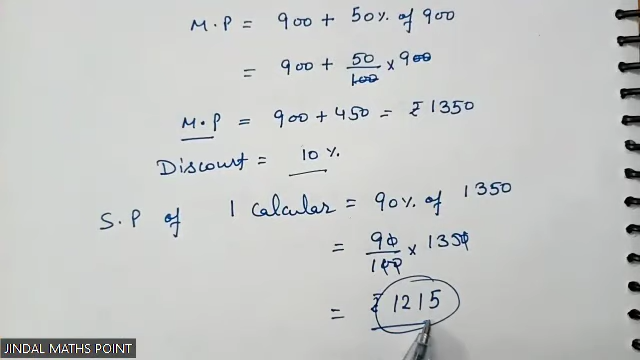 M.P = 900 + 50% of 900
= 900 + 50/100 × 900
M.P = 900 + 450 = ₹ 1350
Discount = 10%.
S.P of 1 Calcular = 90% of 1350
= 90/100 × 1350
= ₹ 1215
JINDAL MATHS POINT